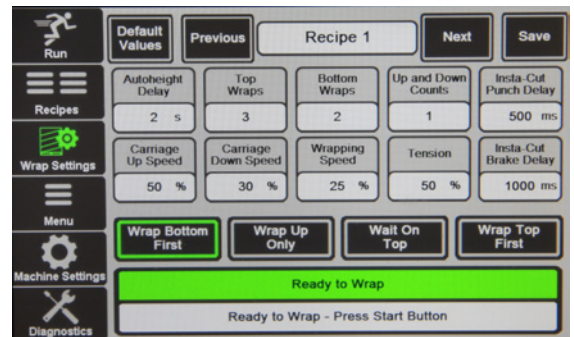 Run
Default
Values
Previous
Recipe 1
Next
Save
Recipes
Autoheight
Delay
Top
Wraps
Bottom
Wraps
Up and Down
Counts
Insta-Cut
Punch Delay
2 s
3
2
1
500 ms
Wrap Settings
Carriage
Up Speed
Carriage
Down Speed
Wrapping
Speed
Tension
Insta-Cut
Brake Delay
50 %
30 %
25 %
50 %
1000 ms
Menu
Wrap Bottom
First
Wrap Up
Only
Wait On
Top
Wrap Top
First
Machine Settings
Ready to Wrap
Ready to Wrap - Press Start Button
Diagnostics